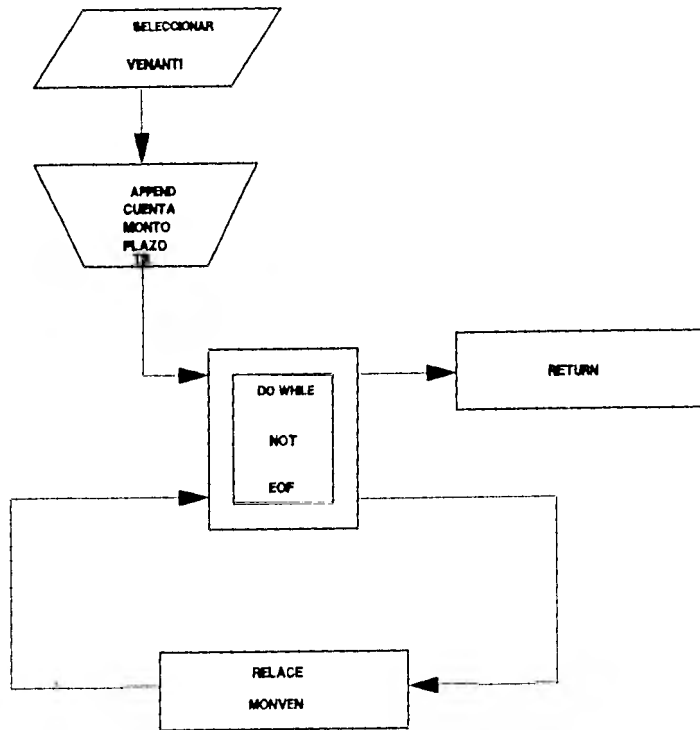 SELECCIONAR
VENANTI
APPEND
CUENTA
MONTO
PLAZO
DO WHILE
NOT
EOF
RETURN
RELACE
MONVEN